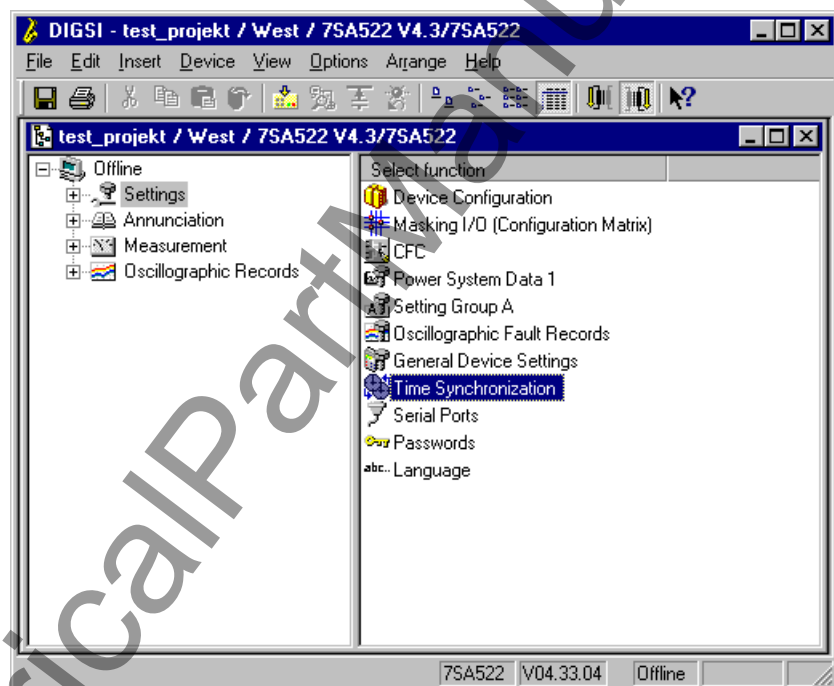 DIGSI - test_projekt / West / 7SA522 V4.3/7SA522
File Edit Insert Device View Options Arrange Help
test_projekt / West / 7SA522 V4.3/7SA522
Offline
Settings
Annunciation
Measurement
Oscillographic Records
Select function
Device Configuration
Masking I/O (Configuration Matrix)
CFC
Power System Data 1
Setting Group A
Oscillographic Fault Records
General Device Settings
Time Synchronization
Serial Ports
Passwords
abc.. Language
7SA522 V04.33.04 Offline